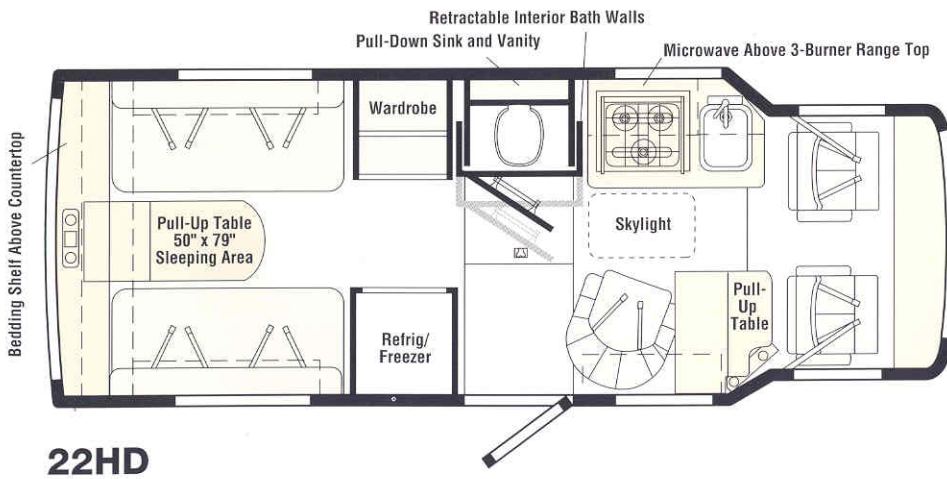 Retractable Interior Bath Walls
Pull-Down Sink and Vanity
Microwave Above 3-Burner Range Top
Bedding Shelf Above Countertop
Wardrobe
Pull-Up Table
50" x 79"
Sleeping Area
Skylight
Refrig/
Freezer
Pull-
Up
Table
22HD